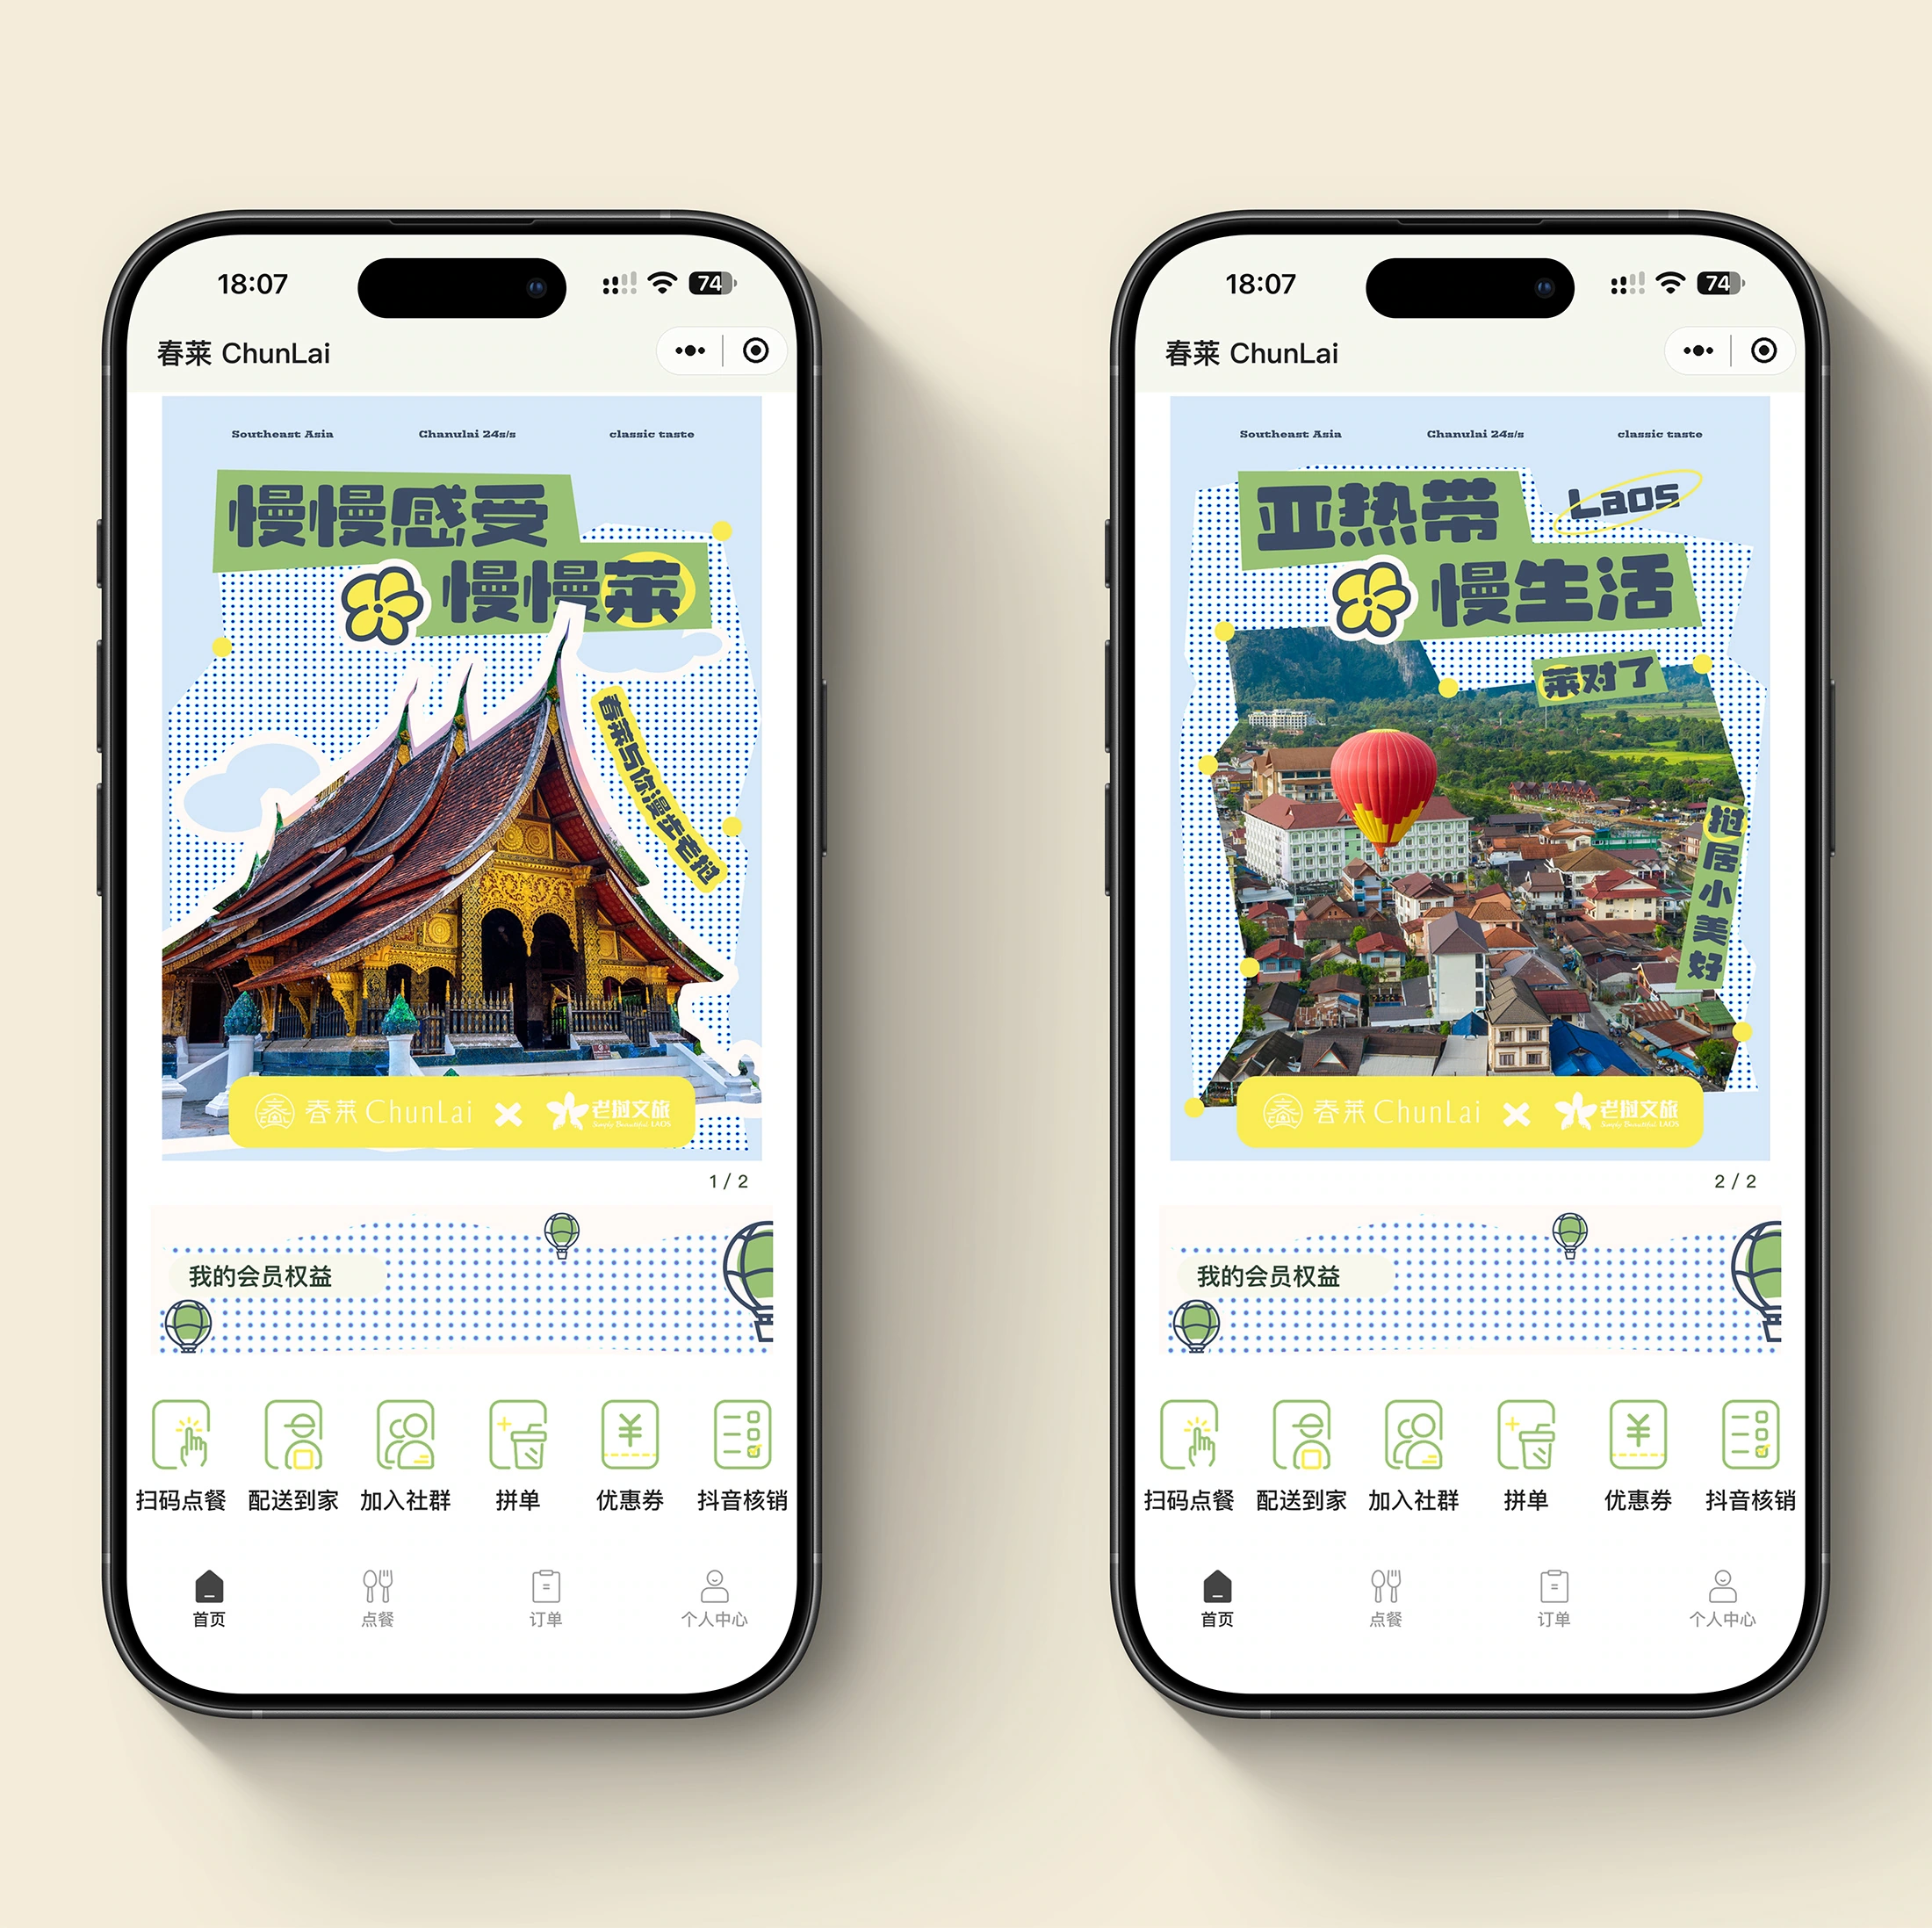 18:07
74
春莱 ChunLai
Southeast Asia
Chanulai 24s/s
classic taste
慢慢感受
慢慢莱
春莱与你漫步老挝
春莱 ChunLai × 老挝文旅
Simply Beautiful LAOS
1 / 2
我的会员权益
扫码点餐
配送到家
加入社群
拼单
优惠券
抖音核销
首页
点餐
订单
个人中心
18:07
74
春莱 ChunLai
Southeast Asia
Chanulai 24s/s
classic taste
亚热带
Laos
慢生活
莱对了
挝居小美好
春莱 ChunLai × 老挝文旅
Simply Beautiful LAOS
2 / 2
我的会员权益
扫码点餐
配送到家
加入社群
拼单
优惠券
抖音核销
首页
点餐
订单
个人中心